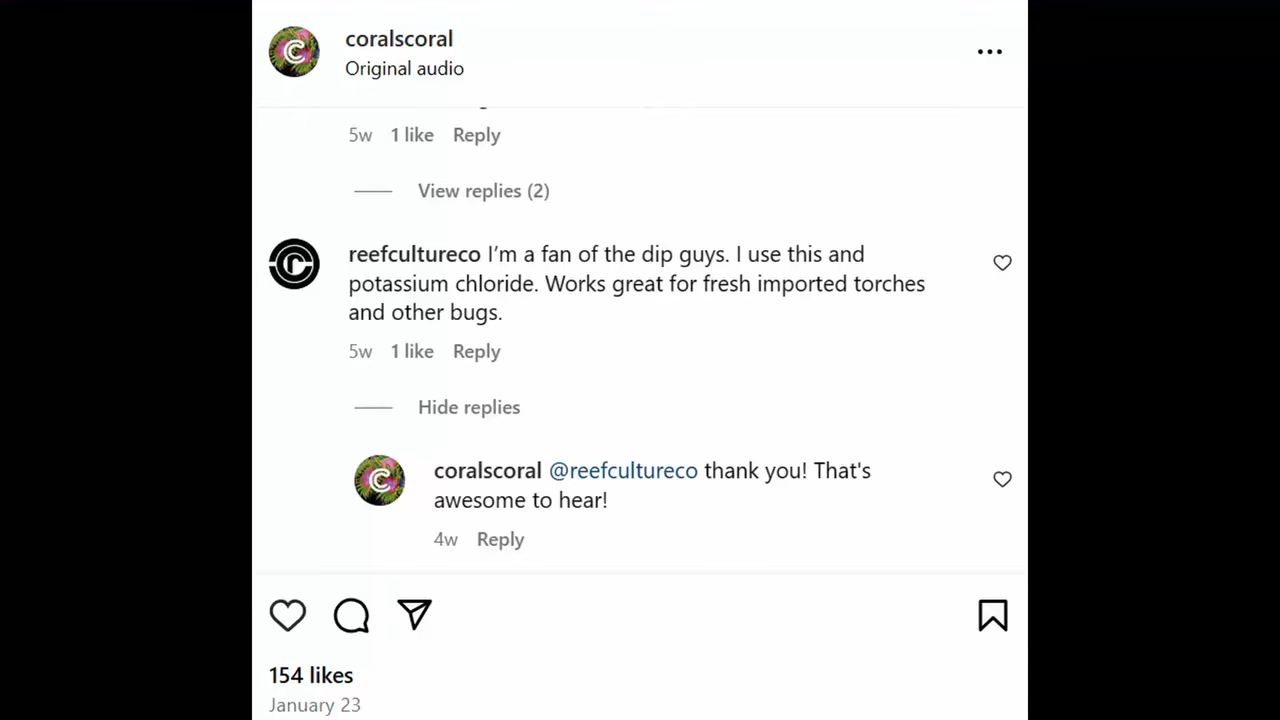 coralscoral
Original audio
5w 1 like Reply
View replies (2)
reefcultureco I’m a fan of the dip guys. I use this and
potassium chloride. Works great for fresh imported torches
and other bugs.
5w 1 like Reply
Hide replies
coralscoral @reefcultureco thank you! That's
awesome to hear!
4w Reply
154 likes
January 23